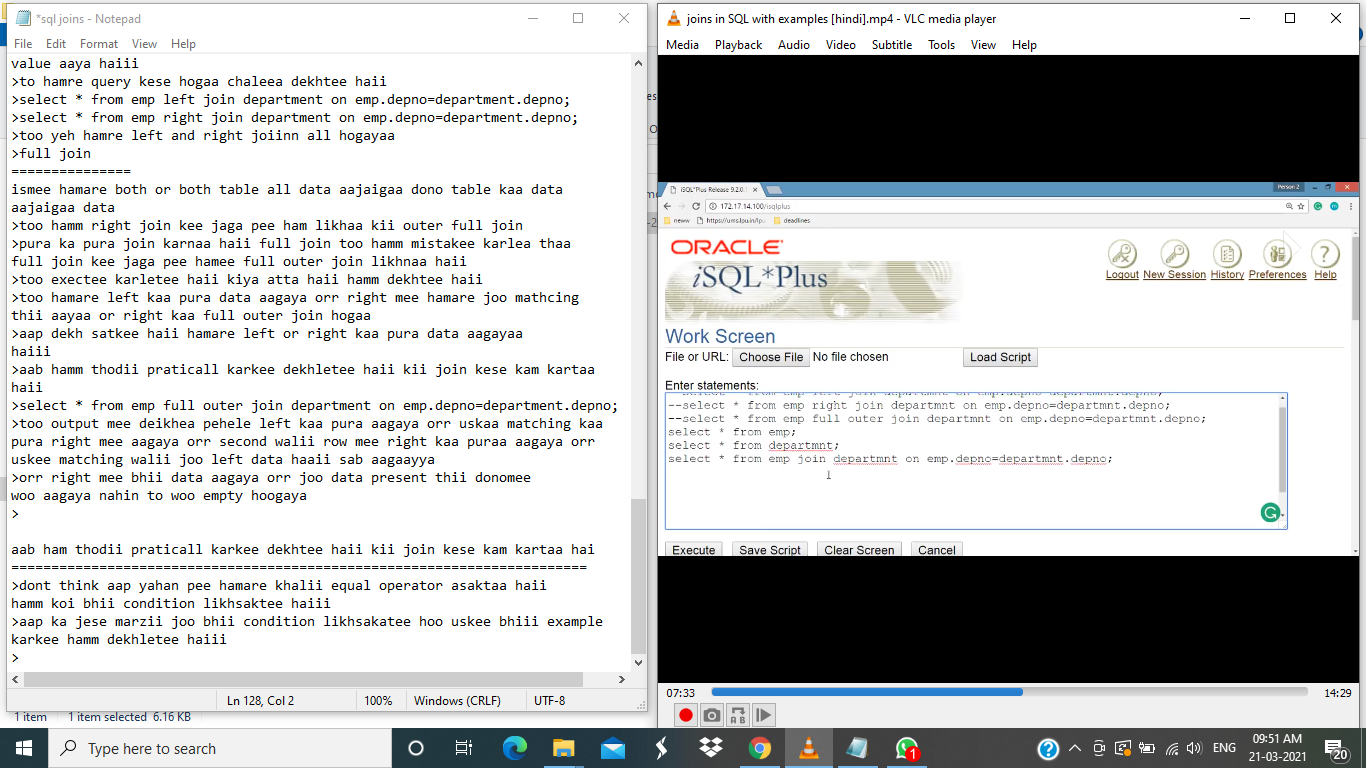 *sql joins - Notepad
File Edit Format View Help
value aaya haiii
>to hamre query kese hogaa chaleea dekhtee haii
>select * from emp left join department on emp.depno=department.depno;
>select * from emp right join department on emp.depno=department.depno;
>too yeh hamre left and right joiinn all hogayaa
>full join
===============
ismee hamare both or both table all data aajaigaa dono table kaa data
aajaigaa data
>too hamm right join kee jaga pee ham likhaa kii outer full join
>pura ka pura join karnaa haii full join too hamm mistakee karlea thaa
full join kee jaga pee hamee full outer join likhnaa haii
>too exectee karletee haii kiya atta haii hamm dekhtee haii
>too hamare left kaa pura data aagaya orr right mee hamare joo mathcing
thii aayaa or right kaa full outer join hogaa
>aap dekh satkee haii hamare left or right kaa pura data aagayaa
haiii
>aab hamm thodii praticall karkee dekhletee haii kii join kese kam kartaa
haii
>select * from emp full outer join department on emp.depno=department.depno;
>too output mee deikhea pehele left kaa pura aagaya orr uskaa matching kaa
pura right mee aagaya orr second walii row mee right kaa puraa aagaya orr
uskee matching walii joo left data haaii sab aagaayya
>orr right mee bhii data aagaya orr joo data present thii donomee
woo aagaya nahin to woo empty hoogaya
>
aab ham thodii praticall karkee dekhtee haii kii join kese kam kartaa hai
========================================================================
>dont think aap yahan pee hamare khalii equal operator asaktaa haii
hamm koi bhii condition likhsaktee haiii
>aap ka jese marzii joo bhii condition likhsakatee hoo uskee bhiii example
karkee hamm dekhletee haiii
>
Ln 128, Col 2 100% Windows (CRLF) UTF-8
1 item 1 item selected 6.16 KB
joins in SQL with examples [hindi].mp4 - VLC media player
Media Playback Audio Video Subtitle Tools View Help
iSQL*Plus Release 9.2.0.
Person 2
172.17.14.100/isqlplus
neww https://ums.lpu.in/lpu deadlines
ORACLE
iSQL*Plus
Logout New Session History Preferences Help
Work Screen
File or URL: Choose File No file chosen Load Script
Enter statements:
--select * from emp right join departmnt on emp.depno=departmnt.depno;
--select * from emp full outer join departmnt on emp.depno=departmnt.depno;
select * from emp;
select * from departmnt;
select * from emp join departmnt on emp.depno=departmnt.depno;
Execute Save Script Clear Screen Cancel
07:33 14:29
Type here to search
1
ENG
09:51 AM
21-03-2021
20